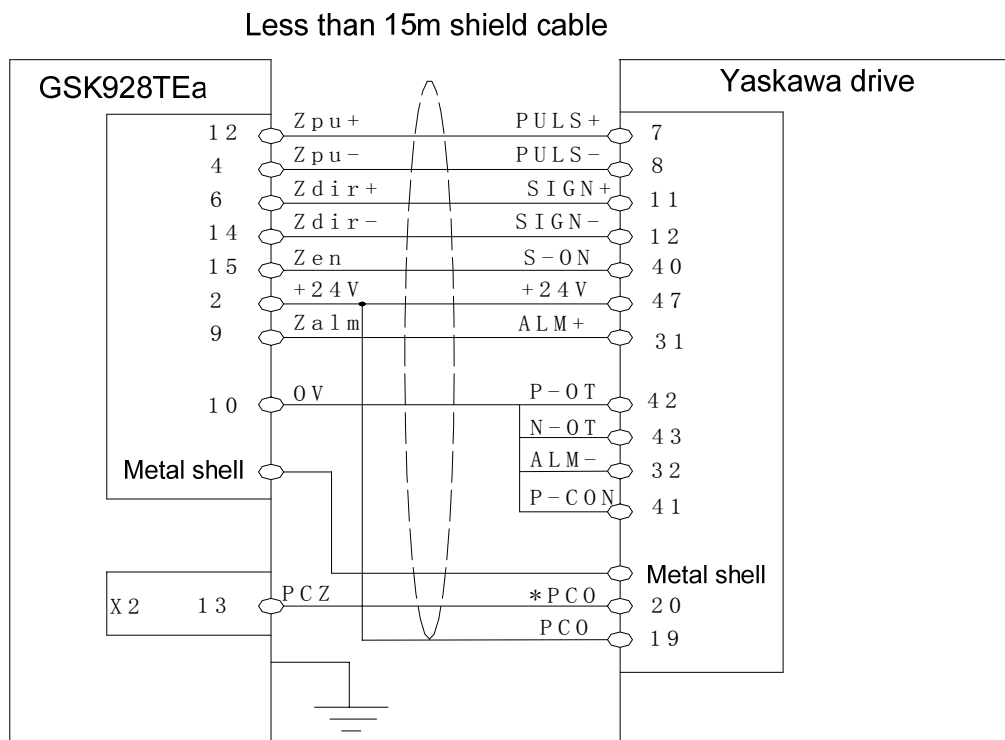 Less than 15m shield cable
GSK928TEa
Yaskawa drive
12 Zpu+ PULS+ 7
4 Zpu- PULS- 8
6 Zdir+ SIGN+ 11
14 Zdir- SIGN- 12
15 Zen S-ON 40
2 +24V +24V 47
9 Zalm ALM+ 31
10 0V P-OT 42
N-OT 43
ALM- 32
P-CON 41
Metal shell
Metal shell
X2 13 PCZ *PCO 20
PCO 19